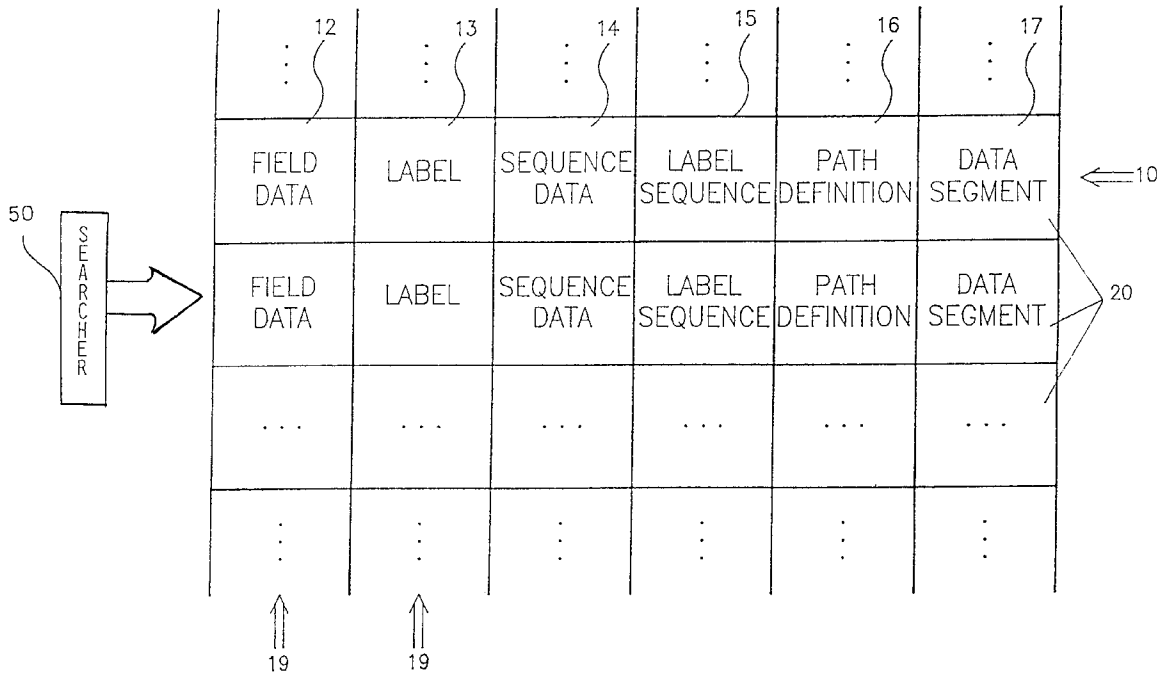 12 13 14 15 16 17
FIELD DATA LABEL SEQUENCE DATA LABEL SEQUENCE PATH DEFINITION DATA SEGMENT
10
50
SEARCHER
FIELD DATA LABEL SEQUENCE DATA LABEL SEQUENCE PATH DEFINITION DATA SEGMENT
20
... ... ... ... ... ...
19 19